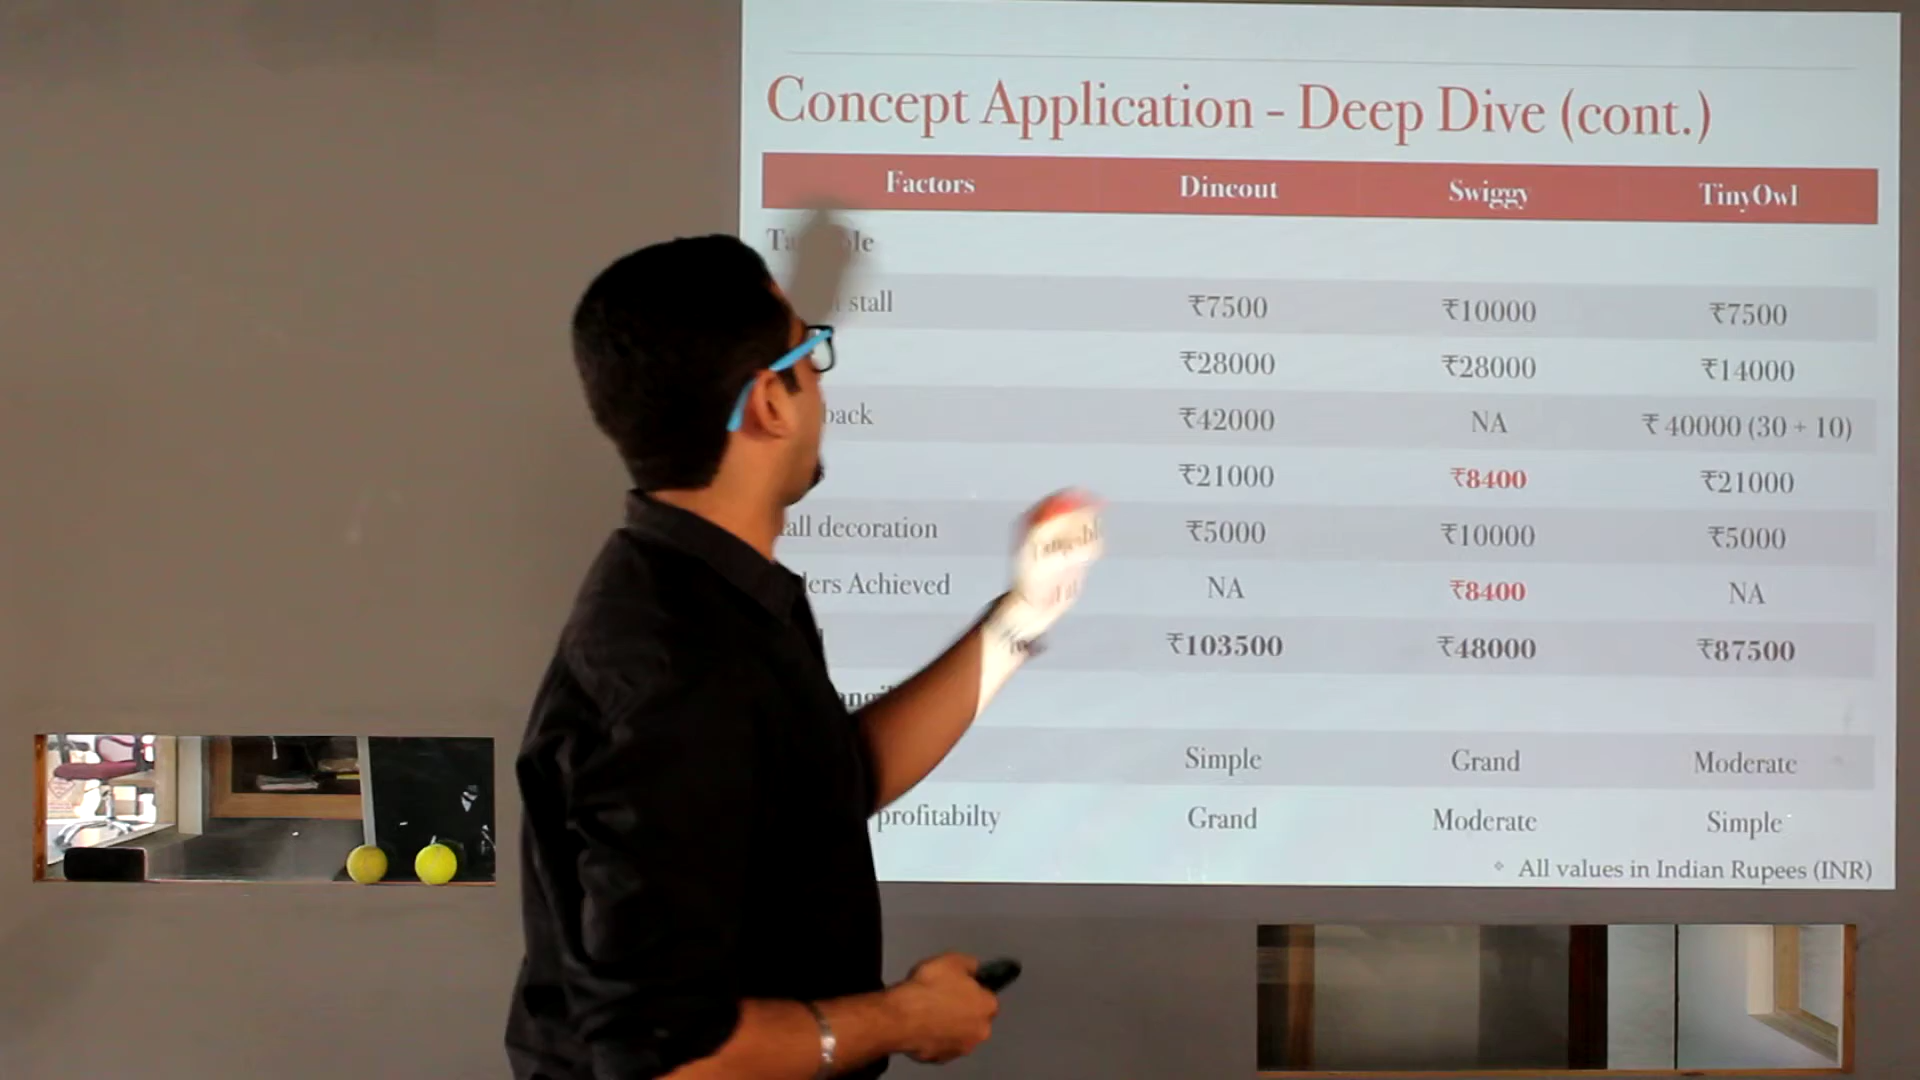 Concept Application - Deep Dive (cont.)
Factors Dineout Swiggy TinyOwl
stall ₹7500 ₹10000 ₹7500
₹28000 ₹28000 ₹14000
back ₹42000 NA ₹ 40000 (30 + 10)
₹21000 ₹8400 ₹21000
all decoration ₹5000 ₹10000 ₹5000
ers Achieved NA ₹8400 NA
₹103500 ₹48000 ₹87500
Simple Grand Moderate
profitabilty Grand Moderate Simple
All values in Indian Rupees (INR)